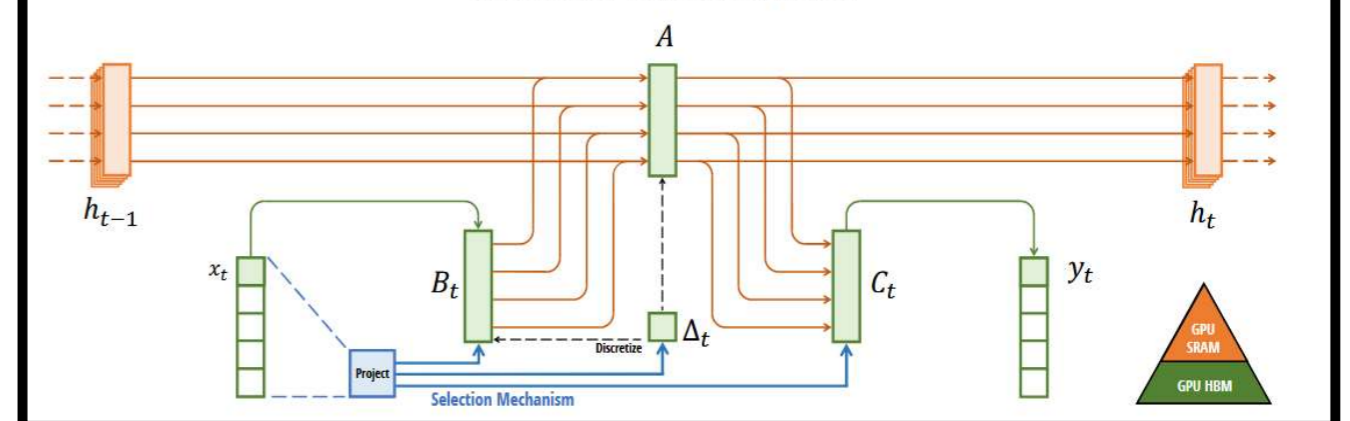 A
h_{t-1}
h_t
x_t
B_t
C_t
y_t
Δ_t
Discretize
Project
Selection Mechanism
GPU
SRAM
GPU HBM